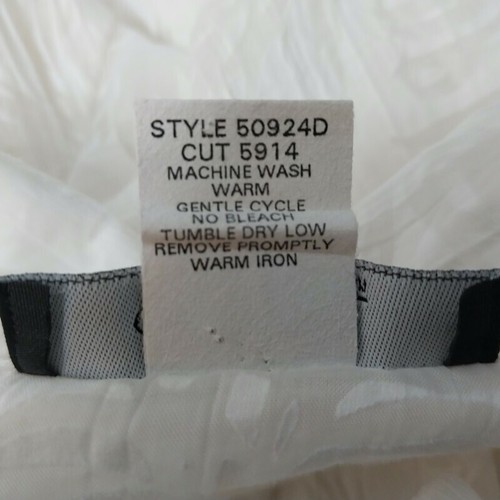 STYLE 50924D
CUT 5914
MACHINE WASH
WARM
GENTLE CYCLE
NO BLEACH
TUMBLE DRY LOW
REMOVE PROMPTLY
WARM IRON